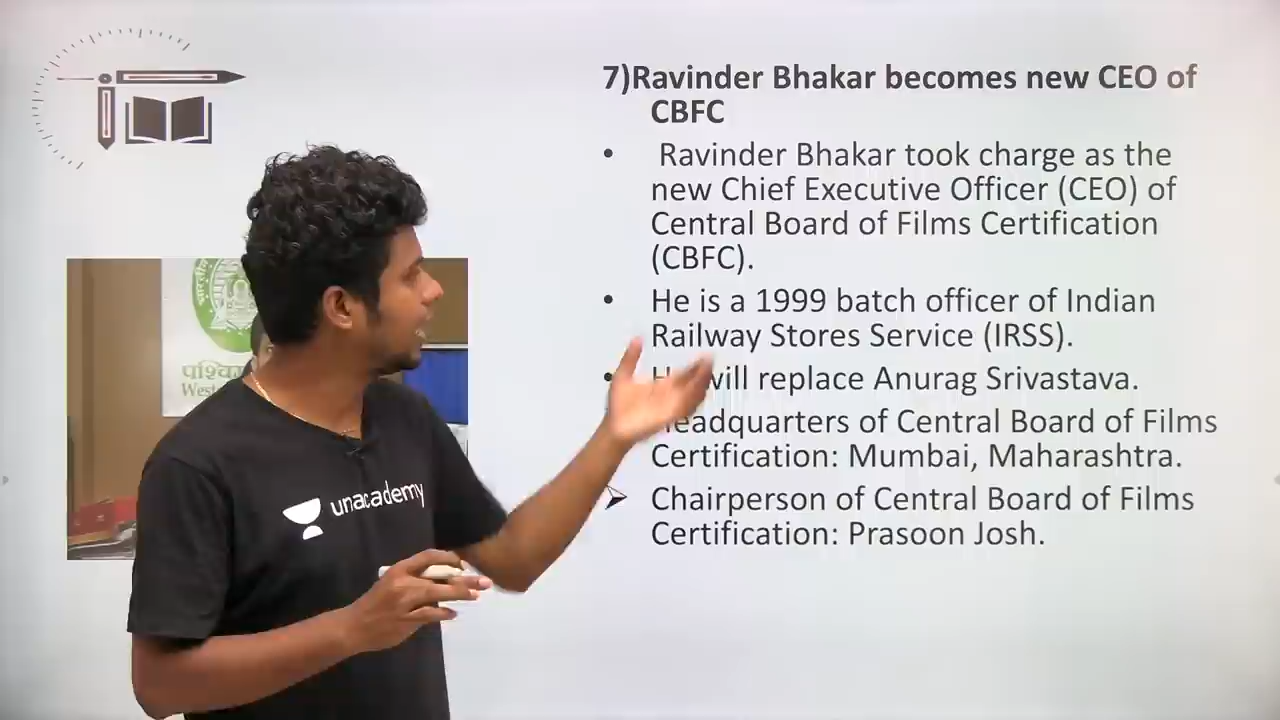 7)Ravinder Bhakar becomes new CEO of
CBFC
• Ravinder Bhakar took charge as the
new Chief Executive Officer (CEO) of
Central Board of Films Certification
(CBFC).
• He is a 1999 batch officer of Indian
Railway Stores Service (IRSS).
• will replace Anurag Srivastava.
of Central Board of Films
Certification: Mumbai, Maharashtra.
➢ Chairperson of Central Board of Films
Certification: Prasoon Josh.
unacademy